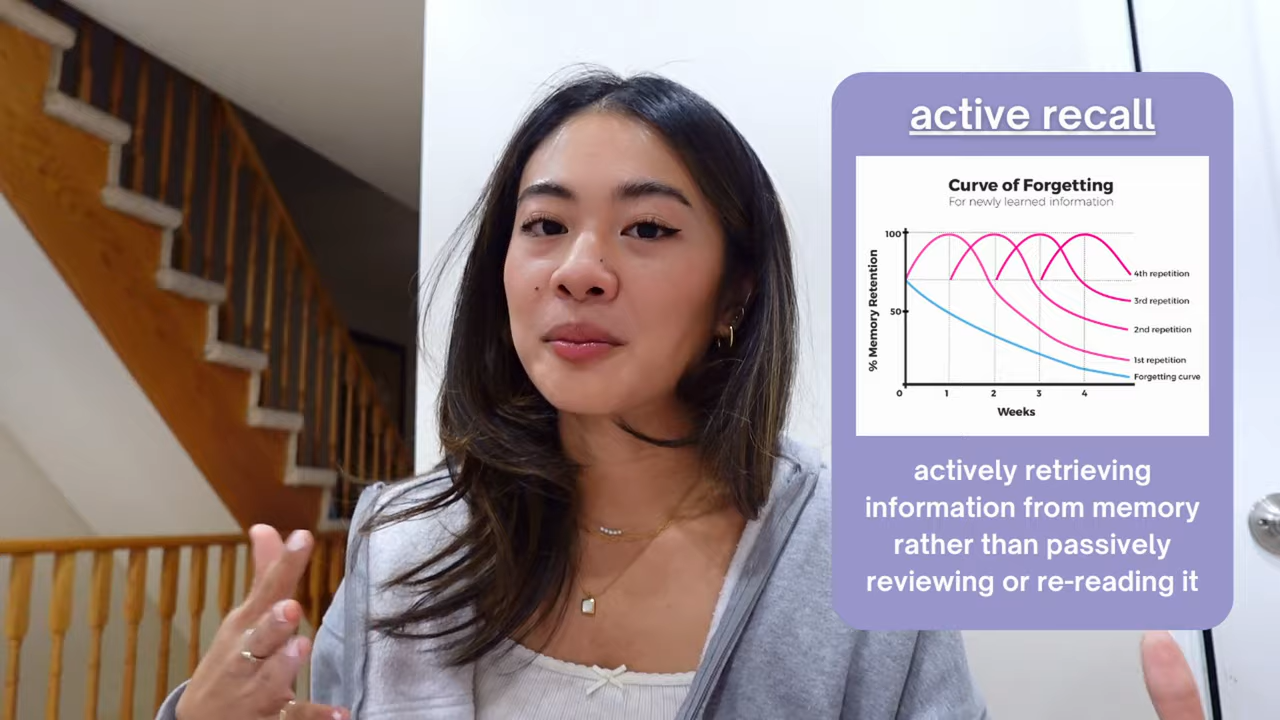 active recall
Curve of Forgetting
For newly learned information
% Memory Retention
100
50
0
1
2
3
4
Weeks
4th repetition
3rd repetition
2nd repetition
1st repetition
Forgetting curve
actively retrieving
information from memory
rather than passively
reviewing or re-reading it